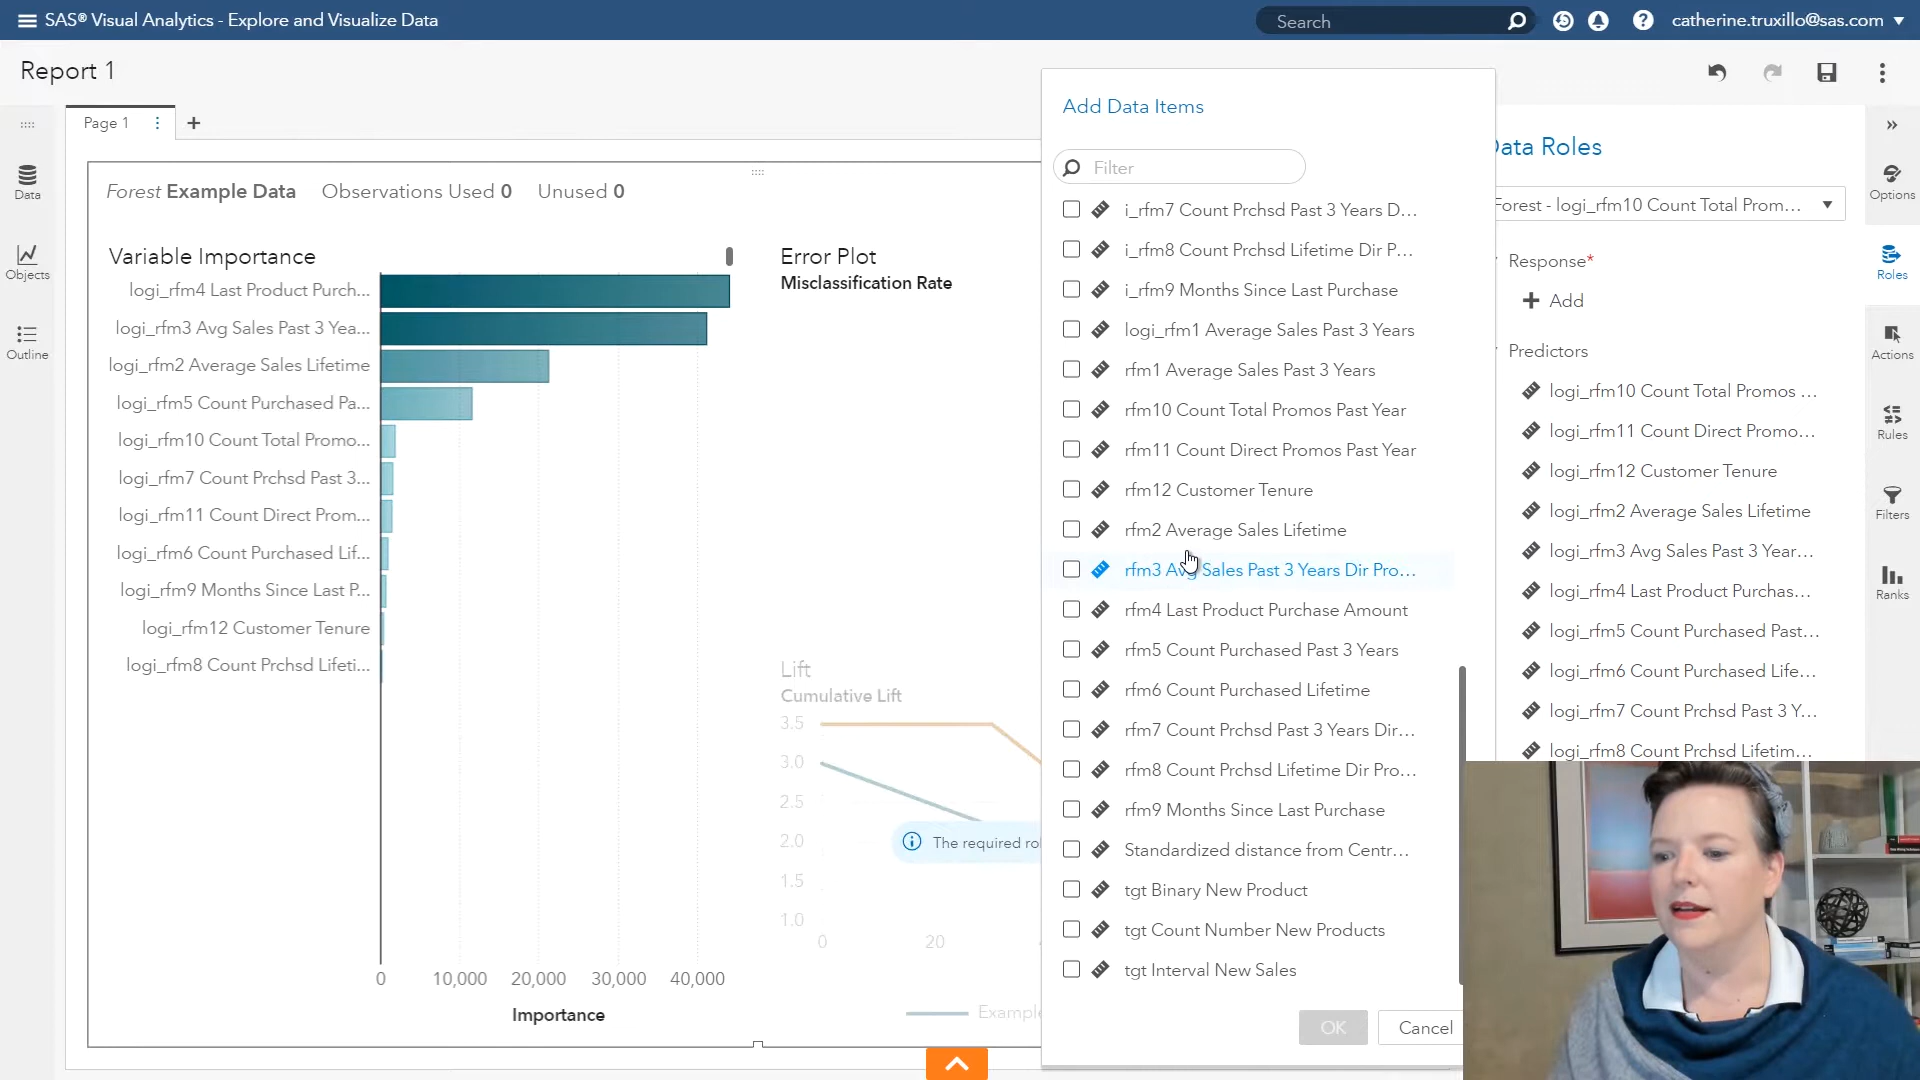 SAS® Visual Analytics - Explore and Visualize Data
Search
catherine.truxillo@sas.com
Report 1
Page 1
Data
Objects
Outline
Forest Example Data Observations Used 0 Unused 0
Variable Importance
logi_rfm4 Last Product Purch...
logi_rfm3 Avg Sales Past 3 Yea...
logi_rfm2 Average Sales Lifetime
logi_rfm5 Count Purchased Pa...
logi_rfm10 Count Total Promo...
logi_rfm7 Count Prchsd Past 3...
logi_rfm11 Count Direct Prom...
logi_rfm6 Count Purchased Lif...
logi_rfm9 Months Since Last P...
logi_rfm12 Customer Tenure
logi_rfm8 Count Prchsd Lifeti...
0 10,000 20,000 30,000 40,000
Importance
Error Plot
Misclassification Rate
Lift
Cumulative Lift
3.5
3.0
2.5
2.0
1.5
1.0
0 20
The required rol
Example
Add Data Items
Filter
i_rfm7 Count Prchsd Past 3 Years D...
i_rfm8 Count Prchsd Lifetime Dir P...
i_rfm9 Months Since Last Purchase
logi_rfm1 Average Sales Past 3 Years
rfm1 Average Sales Past 3 Years
rfm10 Count Total Promos Past Year
rfm11 Count Direct Promos Past Year
rfm12 Customer Tenure
rfm2 Average Sales Lifetime
rfm3 Avg Sales Past 3 Years Dir Pro...
rfm4 Last Product Purchase Amount
rfm5 Count Purchased Past 3 Years
rfm6 Count Purchased Lifetime
rfm7 Count Prchsd Past 3 Years Dir...
rfm8 Count Prchsd Lifetime Dir Pro...
rfm9 Months Since Last Purchase
Standardized distance from Centr...
tgt Binary New Product
tgt Count Number New Products
tgt Interval New Sales
OK
Cancel
Data Roles
Forest - logi_rfm10 Count Total Prom...
Response*
Add
Predictors
logi_rfm10 Count Total Promos ...
logi_rfm11 Count Direct Promo...
logi_rfm12 Customer Tenure
logi_rfm2 Average Sales Lifetime
logi_rfm3 Avg Sales Past 3 Year...
logi_rfm4 Last Product Purchas...
logi_rfm5 Count Purchased Past...
logi_rfm6 Count Purchased Life...
logi_rfm7 Count Prchsd Past 3 Y...
logi_rfm8 Count Prchsd Lifetim...
Options
Roles
Actions
Rules
Filters
Ranks